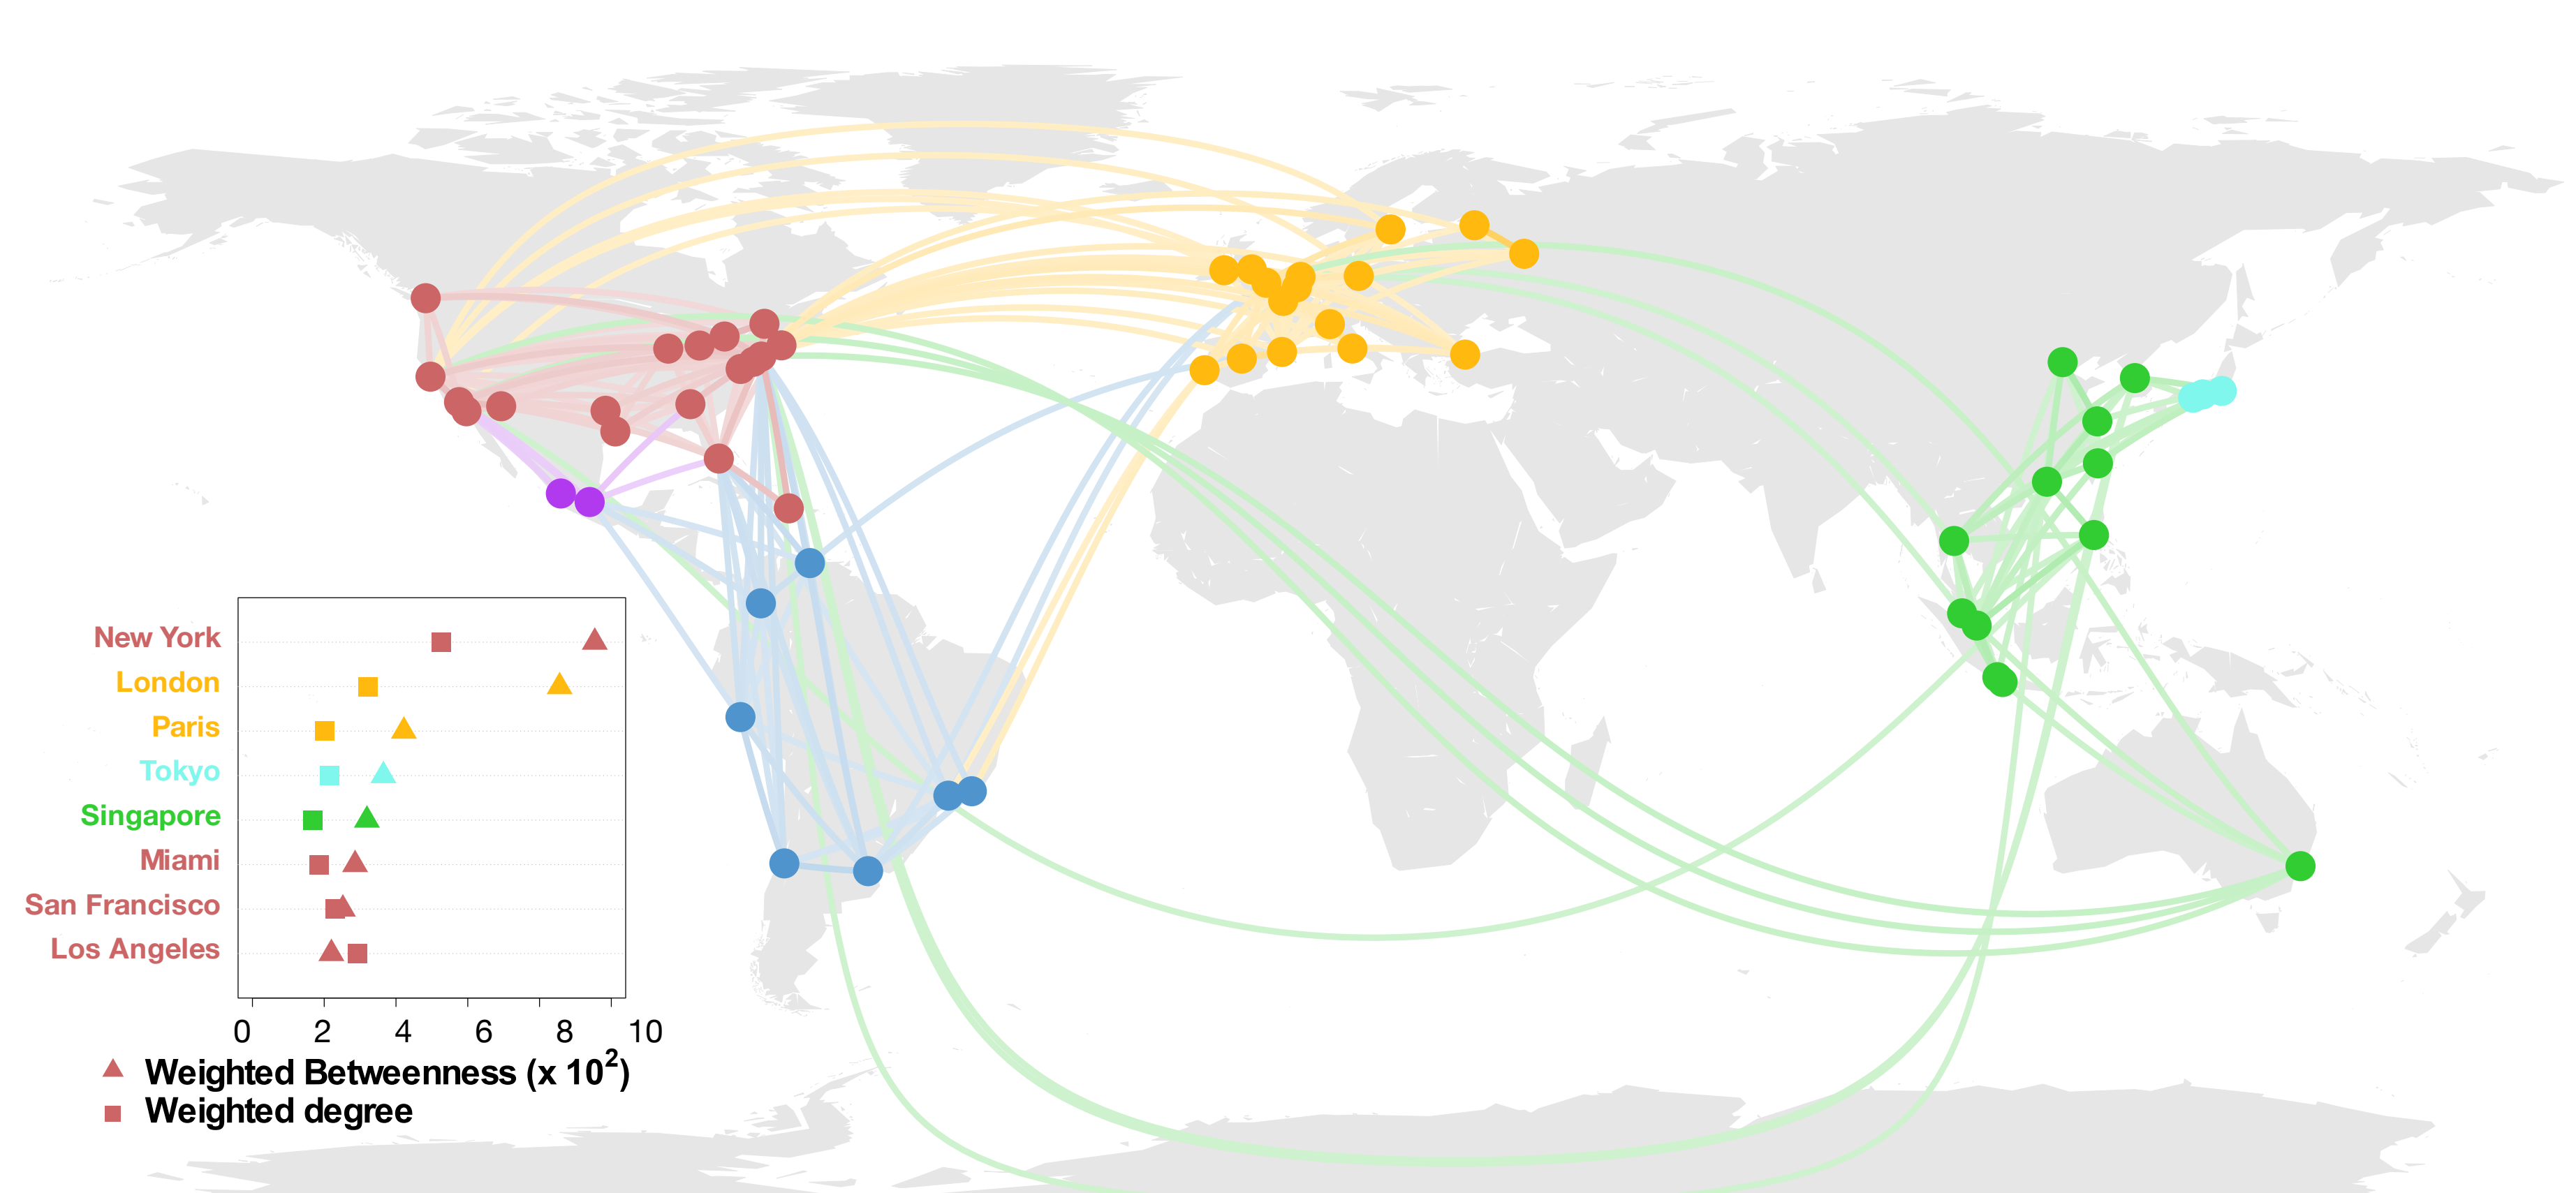 New York
London
Paris
Tokyo
Singapore
Miami
San Francisco
Los Angeles
0 2 4 6 8 10
Weighted Betweenness (x 10²)
Weighted degree